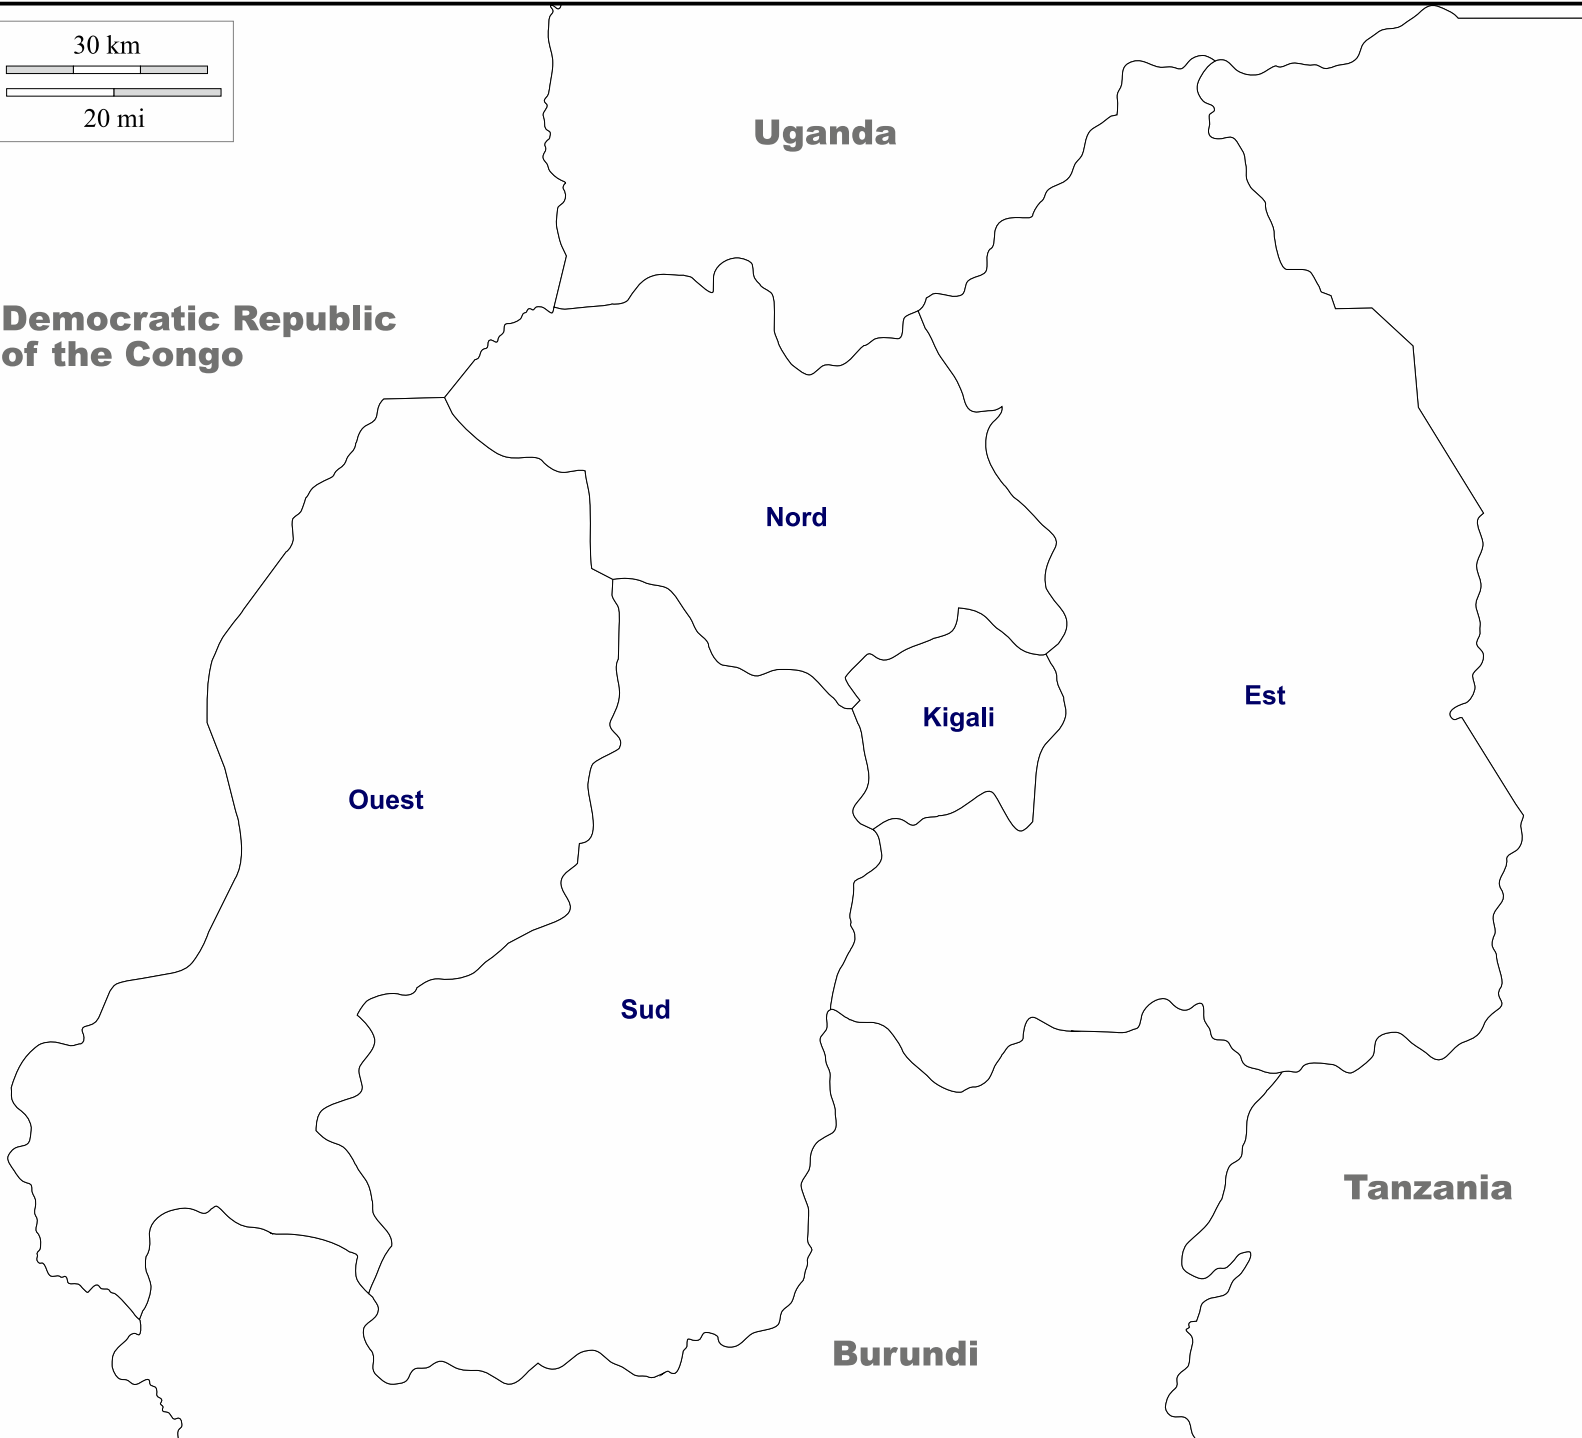 30 km
20 mi
Uganda
Democratic Republic
of the Congo
Nord
Est
Kigali
Ouest
Sud
Tanzania
Burundi